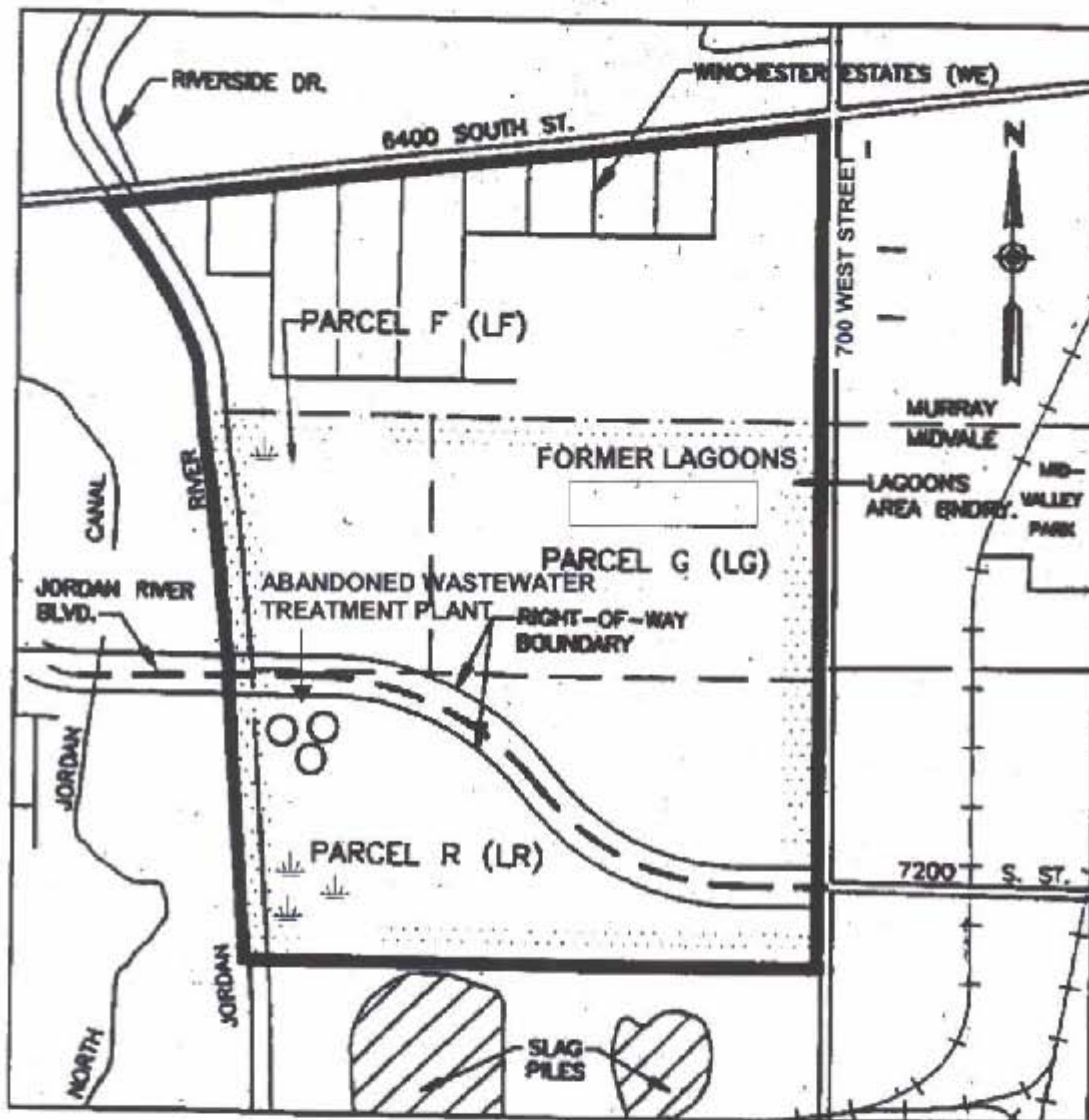 RIVERSIDE DR.
WINCHESTER ESTATES (WE)
6400 SOUTH ST.
N
700 WEST STREET
PARCEL F (LF)
MURRAY
MIDVALE
FORMER LAGOONS
LAGOONS
AREA BNDRY.
MID-
VALLEY
PARK
CANAL
RIVER
PARCEL G (LG)
JORDAN RIVER
BLVD.
ABANDONED WASTEWATER
TREATMENT PLANT
RIGHT-OF-WAY
BOUNDARY
JORDAN
PARCEL R (LR)
7200 S. ST.
JORDAN
NORTH
SLAG
PILES